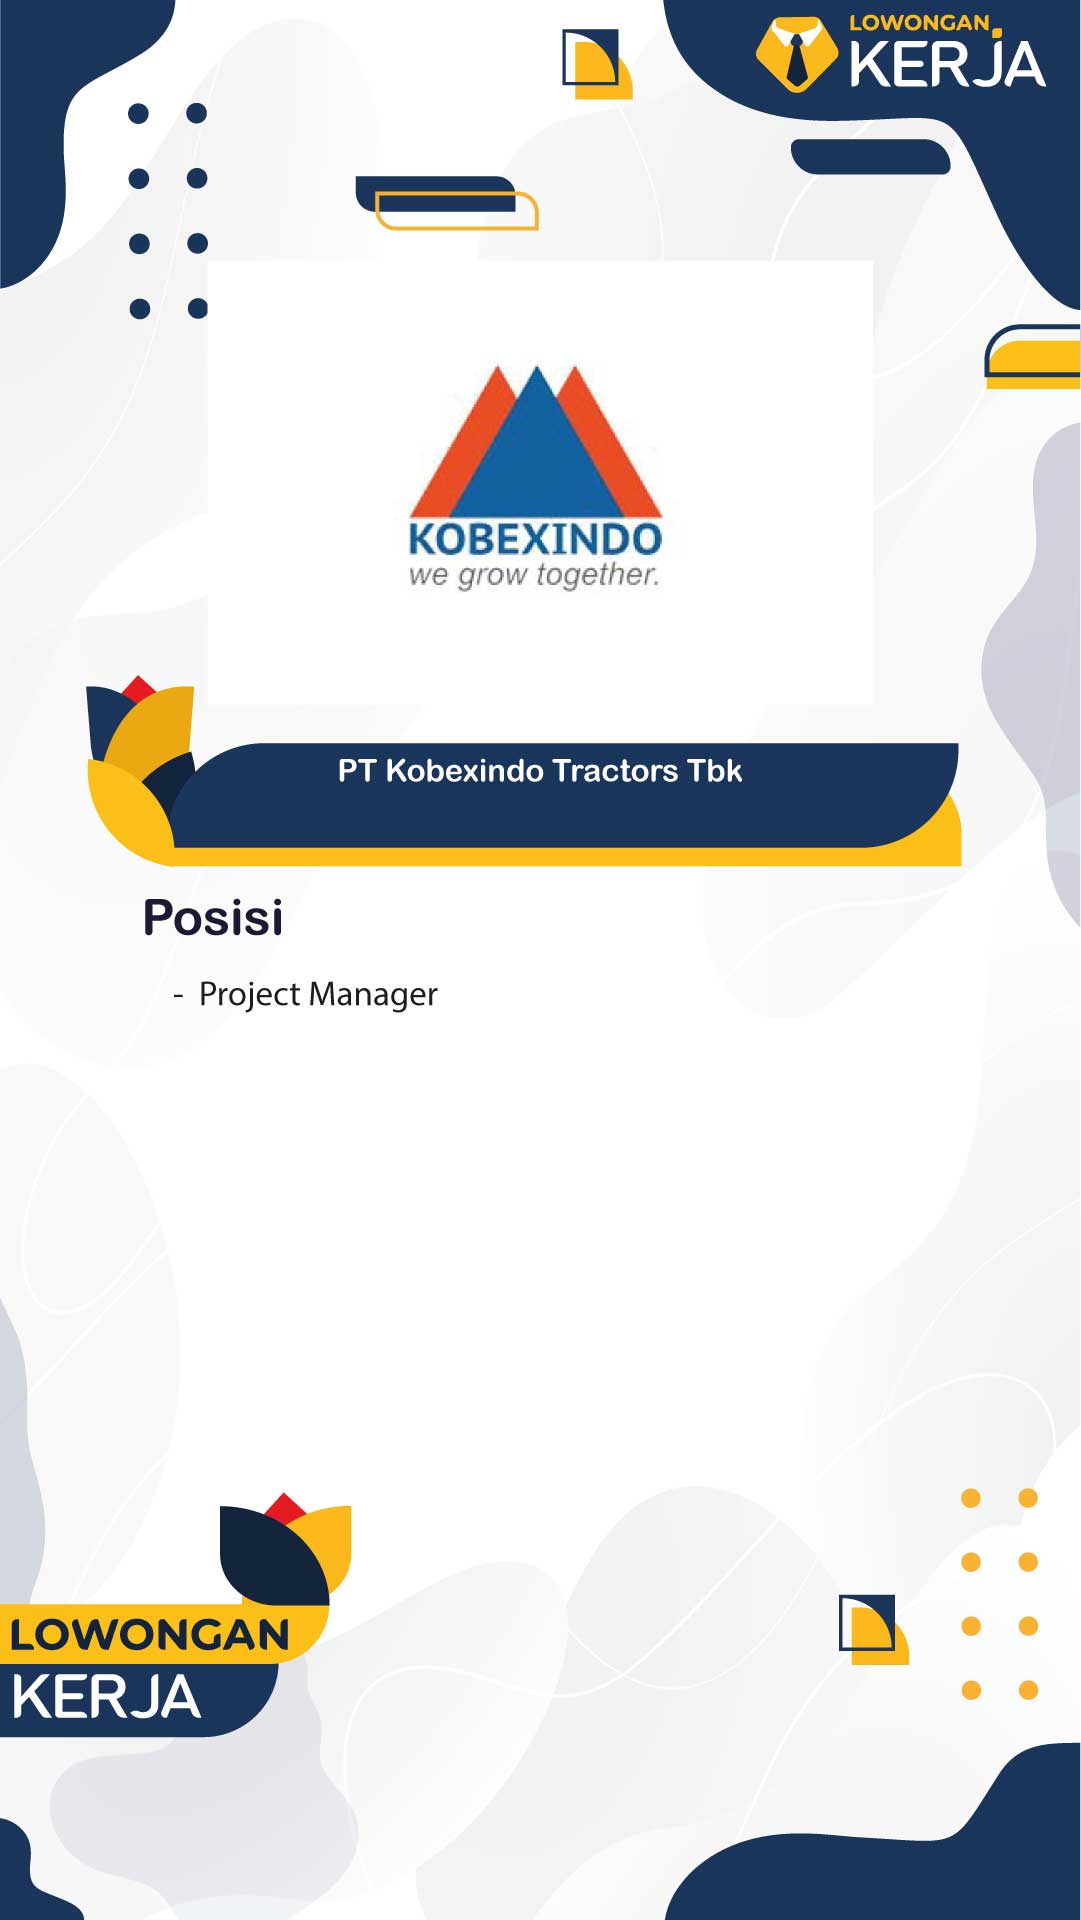 LOWONGAN
KERJA
KOBEXINDO
we grow together.
PT Kobexindo Tractors Tbk
Posisi
- Project Manager
LOWONGAN
KERJA